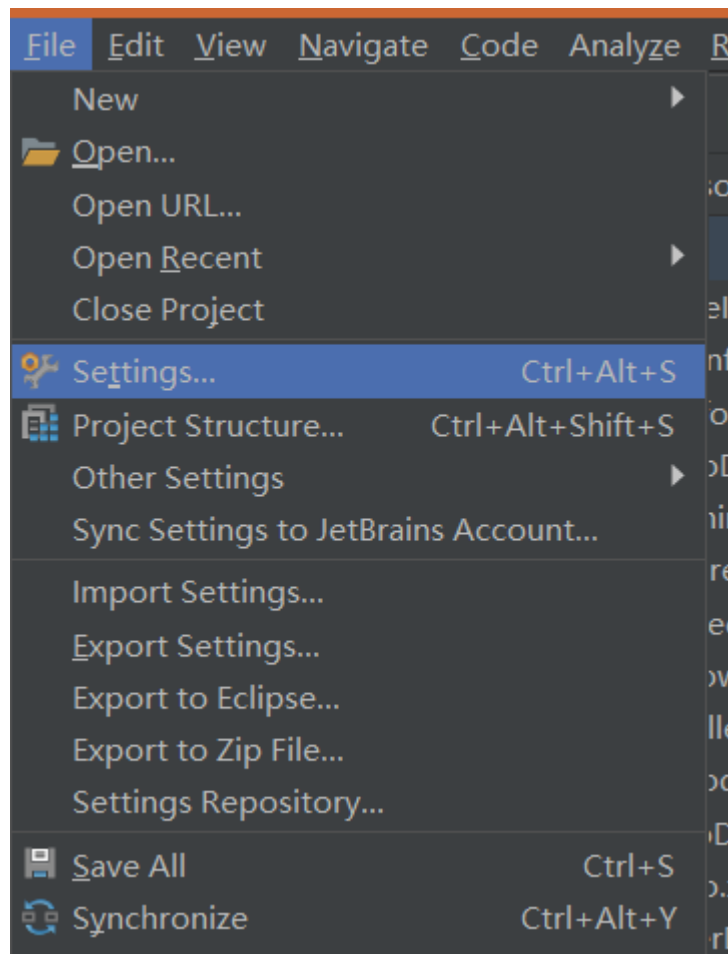 File Edit View Navigate Code Analyze R
New
Open...
Open URL...
Open Recent
Close Project
Settings... Ctrl+Alt+S
Project Structure... Ctrl+Alt+Shift+S
Other Settings
Sync Settings to JetBrains Account...
Import Settings...
Export Settings...
Export to Eclipse...
Export to Zip File...
Settings Repository...
Save All Ctrl+S
Synchronize Ctrl+Alt+Y